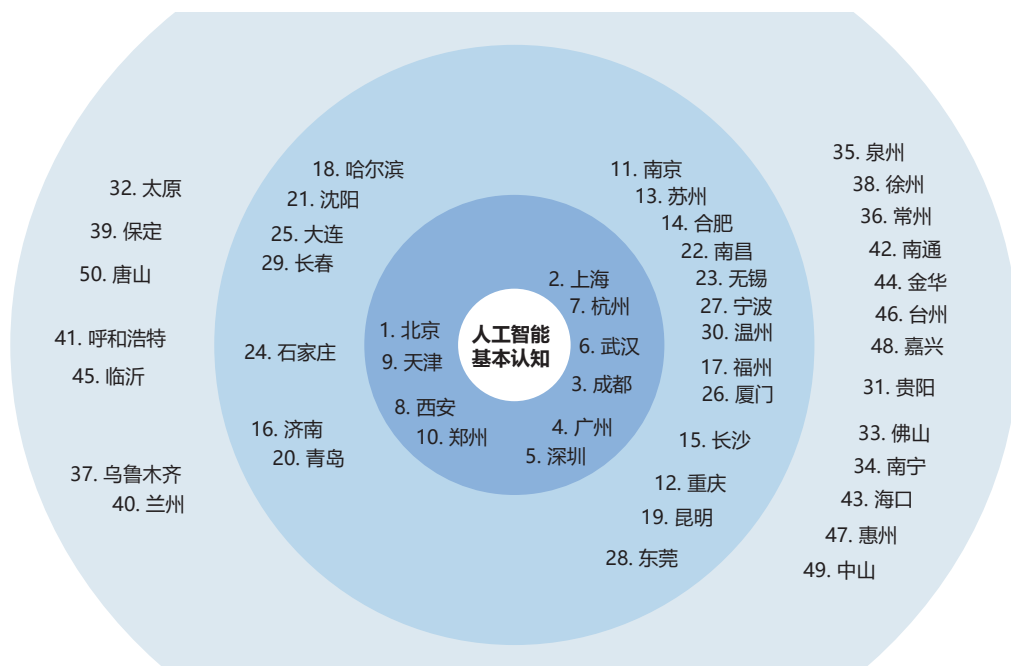 32. 太原
39. 保定
50. 唐山
41. 呼和浩特
45. 临沂
37. 乌鲁木齐
40. 兰州
18. 哈尔滨
21. 沈阳
25. 大连
29. 长春
24. 石家庄
16. 济南
20. 青岛
1. 北京
9. 天津
8. 西安
10. 郑州
人工智能
基本认知
2. 上海
7. 杭州
6. 武汉
3. 成都
4. 广州
5. 深圳
11. 南京
13. 苏州
14. 合肥
22. 南昌
23. 无锡
27. 宁波
30. 温州
17. 福州
26. 厦门
15. 长沙
12. 重庆
19. 昆明
28. 东莞
35. 泉州
38. 徐州
36. 常州
42. 南通
44. 金华
46. 台州
48. 嘉兴
31. 贵阳
33. 佛山
34. 南宁
43. 海口
47. 惠州
49. 中山